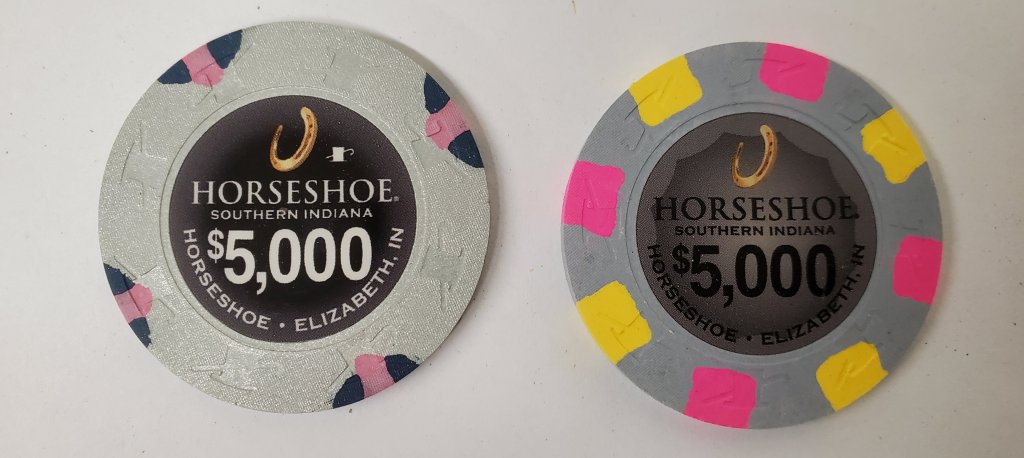 HORSESHOE®
SOUTHERN INDIANA
$5,000
HORSESHOE • ELIZABETH, IN
HORSESHOE®
SOUTHERN INDIANA
$5,000
HORSESHOE • ELIZABETH, IN